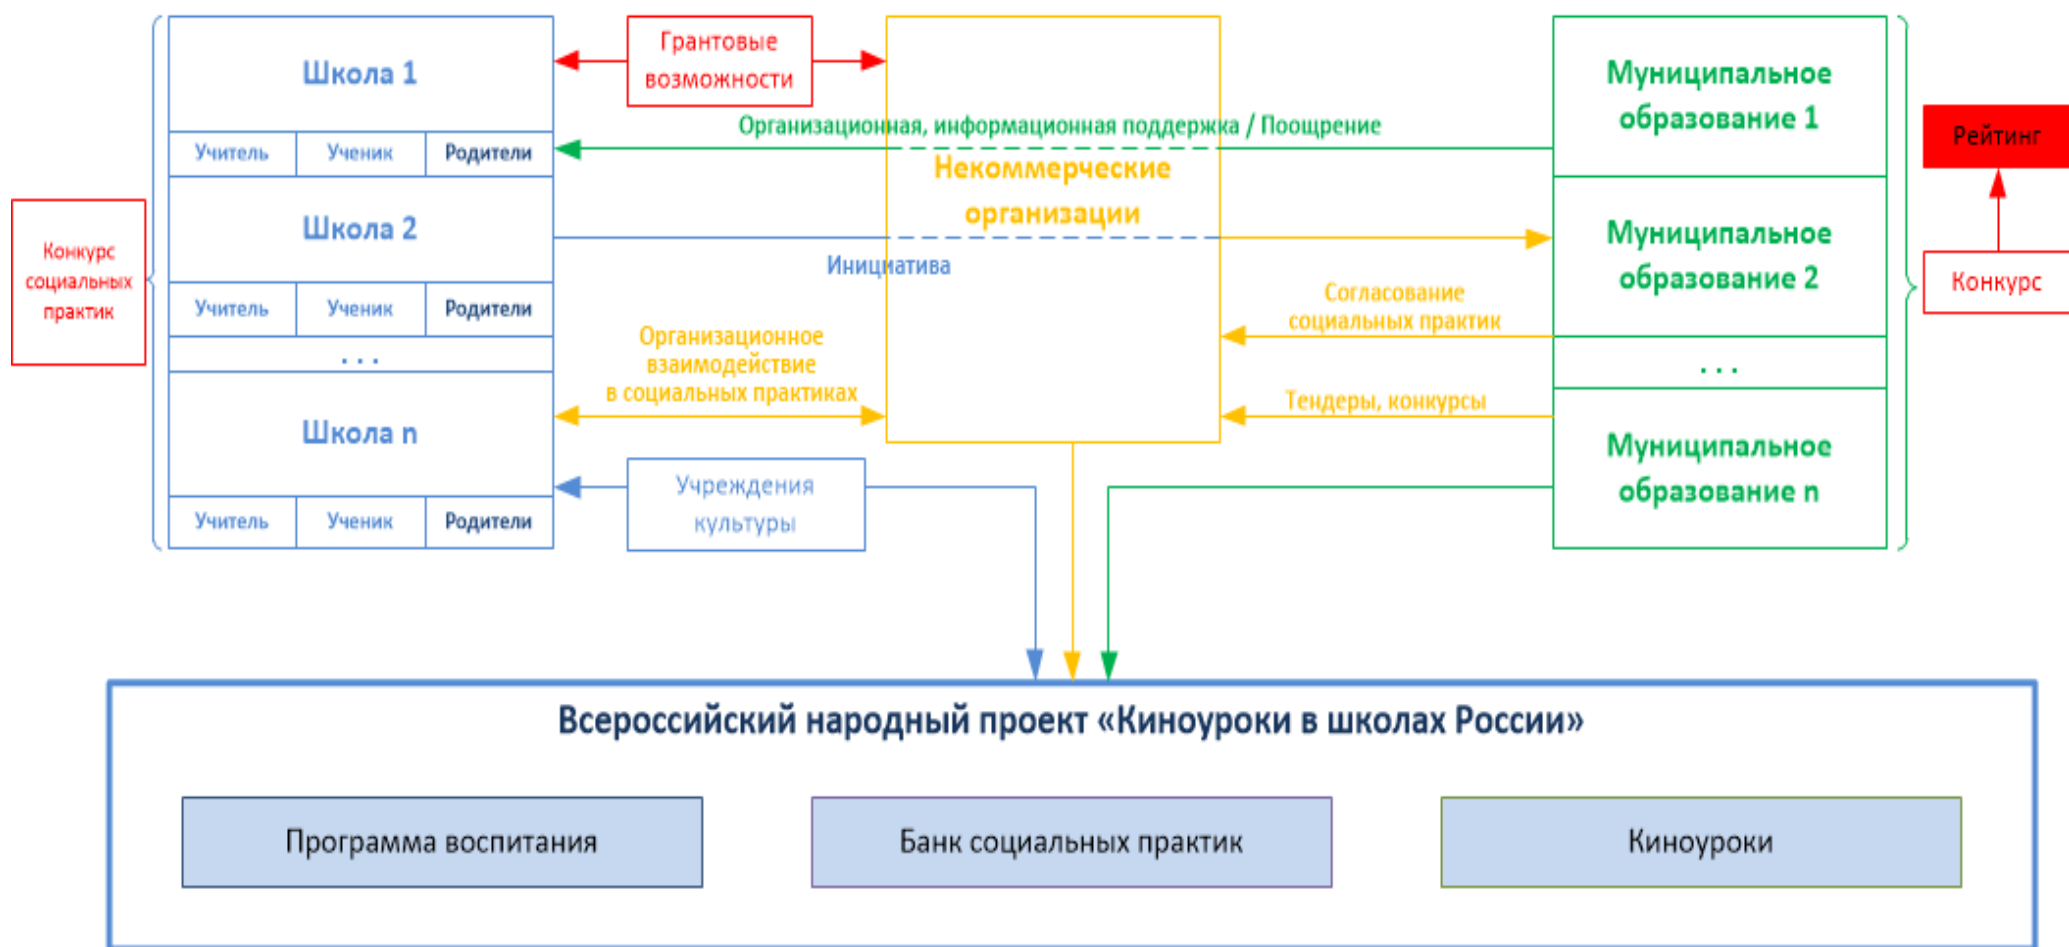 Грантовые
возможности
Школа 1
Учитель
Ученик
Родители
Школа 2
Учитель
Ученик
Родители
. . .
Школа n
Учитель
Ученик
Родители
Конкурс
социальных
практик
Организационная, информационная поддержка / Поощрение
Некоммерческие
организации
Инициатива
Организационное
взаимодействие
в социальных практиках
Учреждения
культуры
Согласование
социальных практик
Тендеры, конкурсы
Муниципальное
образование 1
Муниципальное
образование 2
. . .
Муниципальное
образование n
Рейтинг
Конкурс
Всероссийский народный проект «Киноуроки в школах России»
Программа воспитания
Банк социальных практик
Киноуроки